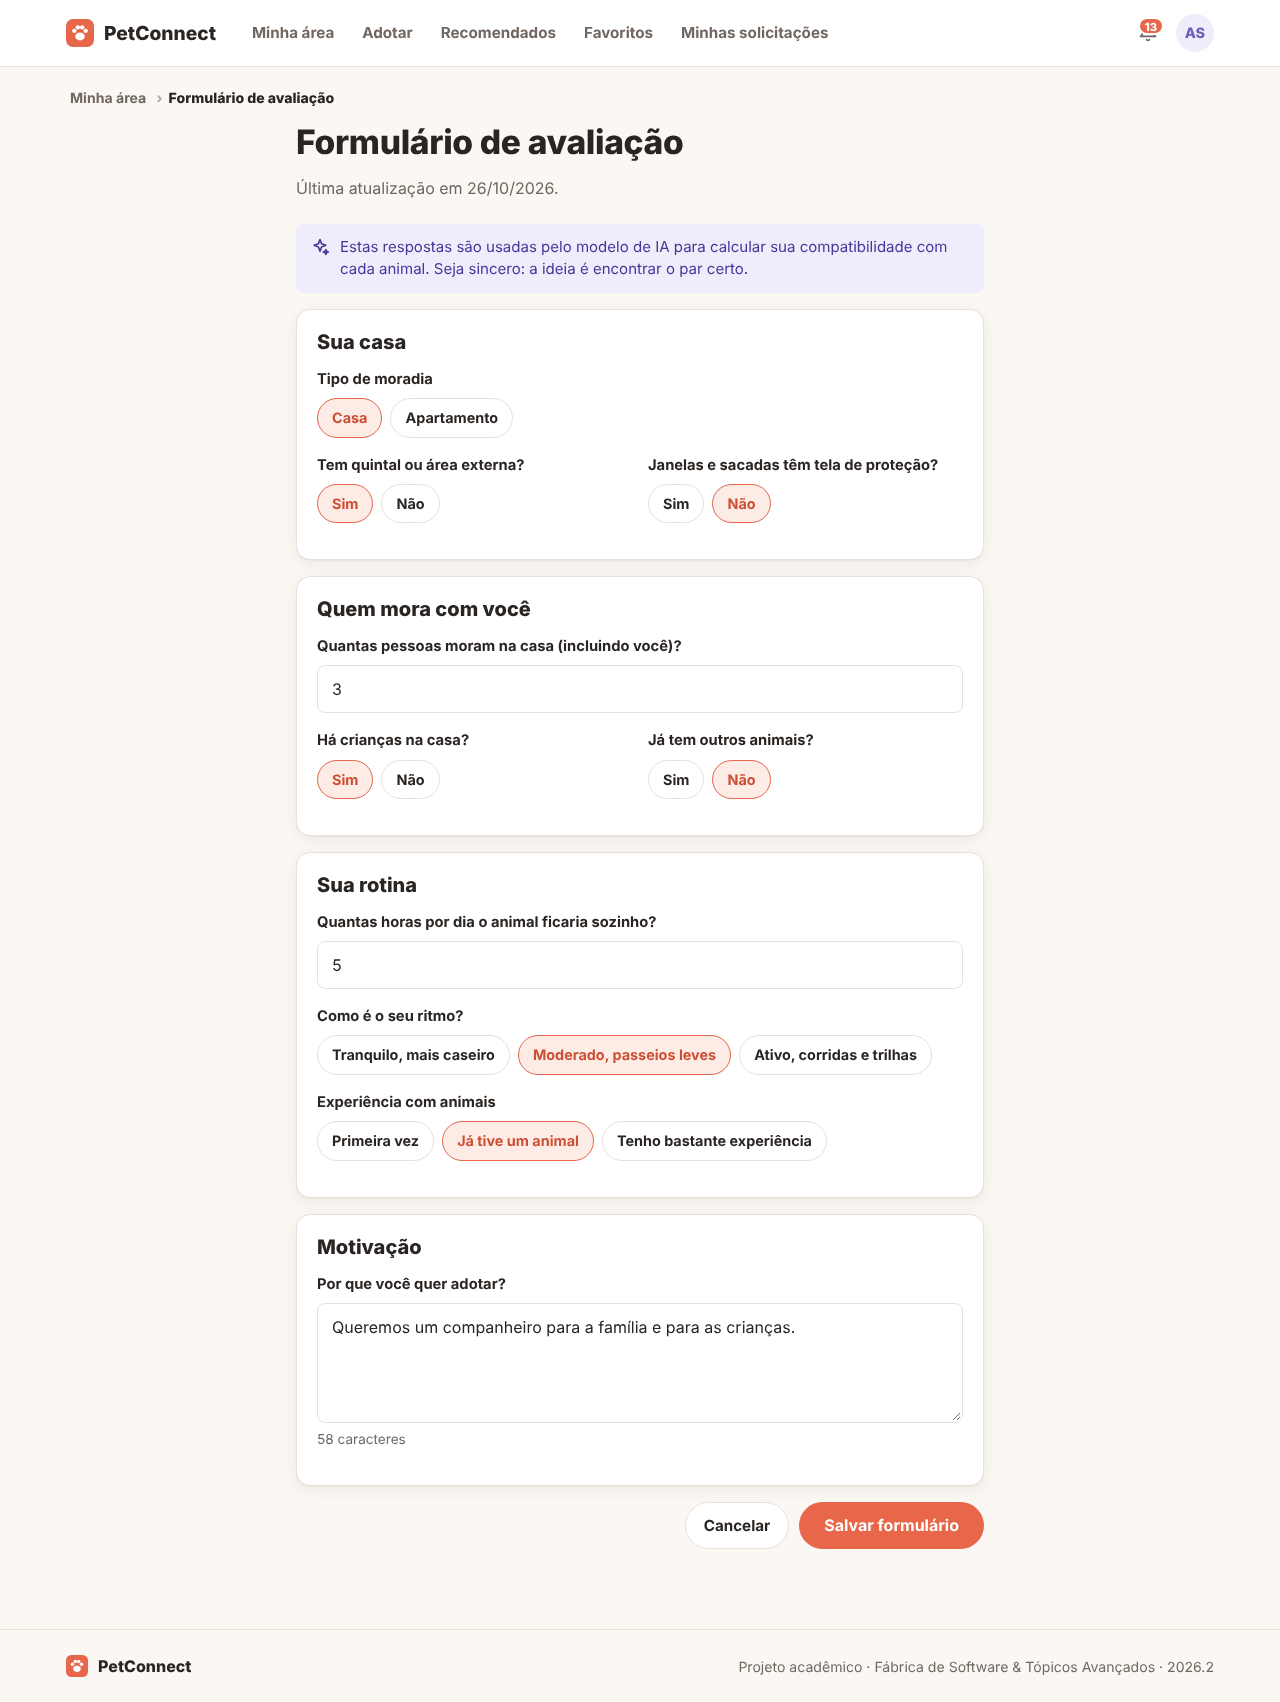 PetConnect
Minha área
Adotar
Recomendados
Favoritos
Minhas solicitações
13
AS
Minha área › Formulário de avaliação
Formulário de avaliação
Última atualização em 26/10/2026.
Estas respostas são usadas pelo modelo de IA para calcular sua compatibilidade com
cada animal. Seja sincero: a ideia é encontrar o par certo.
Sua casa
Tipo de moradia
Casa
Apartamento
Tem quintal ou área externa?
Sim
Não
Janelas e sacadas têm tela de proteção?
Sim
Não
Quem mora com você
Quantas pessoas moram na casa (incluindo você)?
3
Há crianças na casa?
Sim
Não
Já tem outros animais?
Sim
Não
Sua rotina
Quantas horas por dia o animal ficaria sozinho?
5
Como é o seu ritmo?
Tranquilo, mais caseiro
Moderado, passeios leves
Ativo, corridas e trilhas
Experiência com animais
Primeira vez
Já tive um animal
Tenho bastante experiência
Motivação
Por que você quer adotar?
Queremos um companheiro para a família e para as crianças.
58 caracteres
Cancelar
Salvar formulário
PetConnect
Projeto acadêmico · Fábrica de Software & Tópicos Avançados · 2026.2